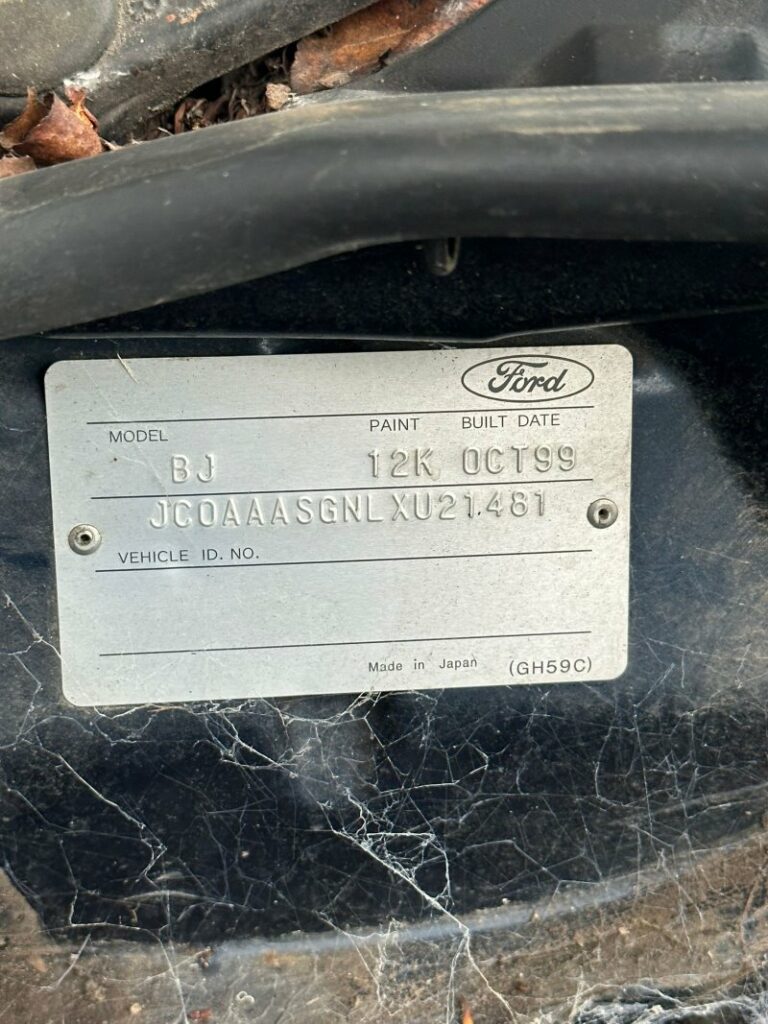 Ford
MODEL PAINT BUILT DATE
BJ 12K OCT99
JC0AAASGNLXU21481
VEHICLE ID. NO.
Made in Japan (GH59C)